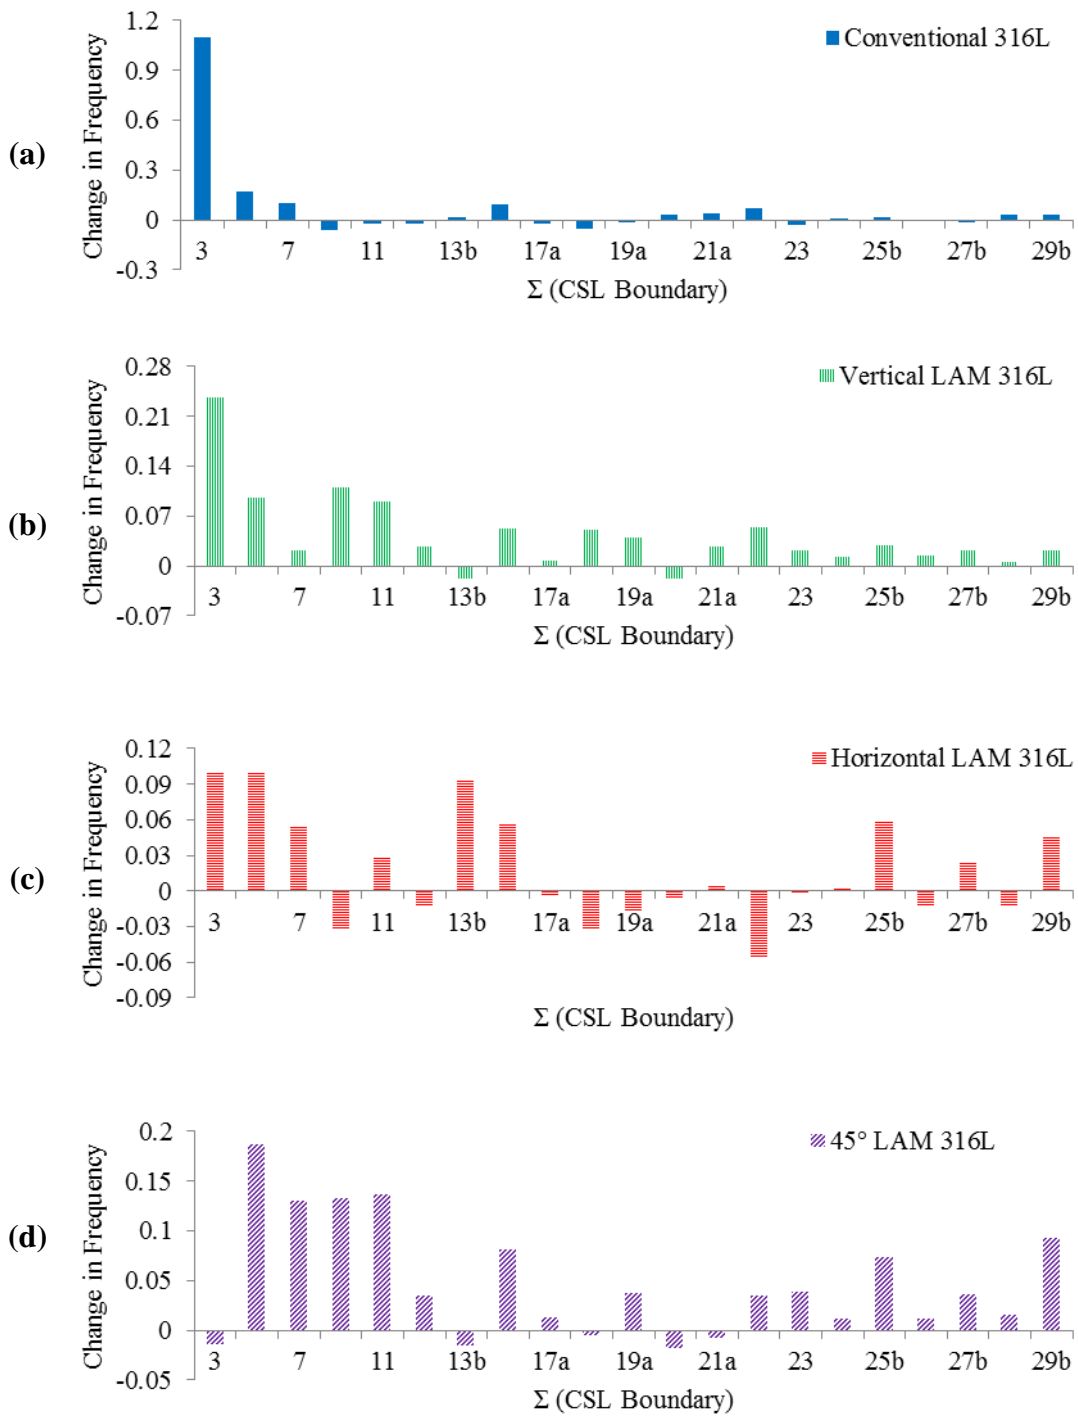 (a)
Change in Frequency
1.2
0.9
0.6
0.3
0
-0.3
Conventional 316L
3 7 11 13b 17a 19a 21a 23 25b 27b 29b
Σ (CSL Boundary)
(b)
Change in Frequency
0.28
0.21
0.14
0.07
0
-0.07
Vertical LAM 316L
3 7 11 13b 17a 19a 21a 23 25b 27b 29b
Σ (CSL Boundary)
(c)
Change in Frequency
0.12
0.09
0.06
0.03
0
-0.03
-0.06
-0.09
Horizontal LAM 316L
3 7 11 13b 17a 19a 21a 23 25b 27b 29b
Σ (CSL Boundary)
(d)
Change in Frequency
0.2
0.15
0.1
0.05
0
-0.05
45° LAM 316L
3 7 11 13b 17a 19a 21a 23 25b 27b 29b
Σ (CSL Boundary)